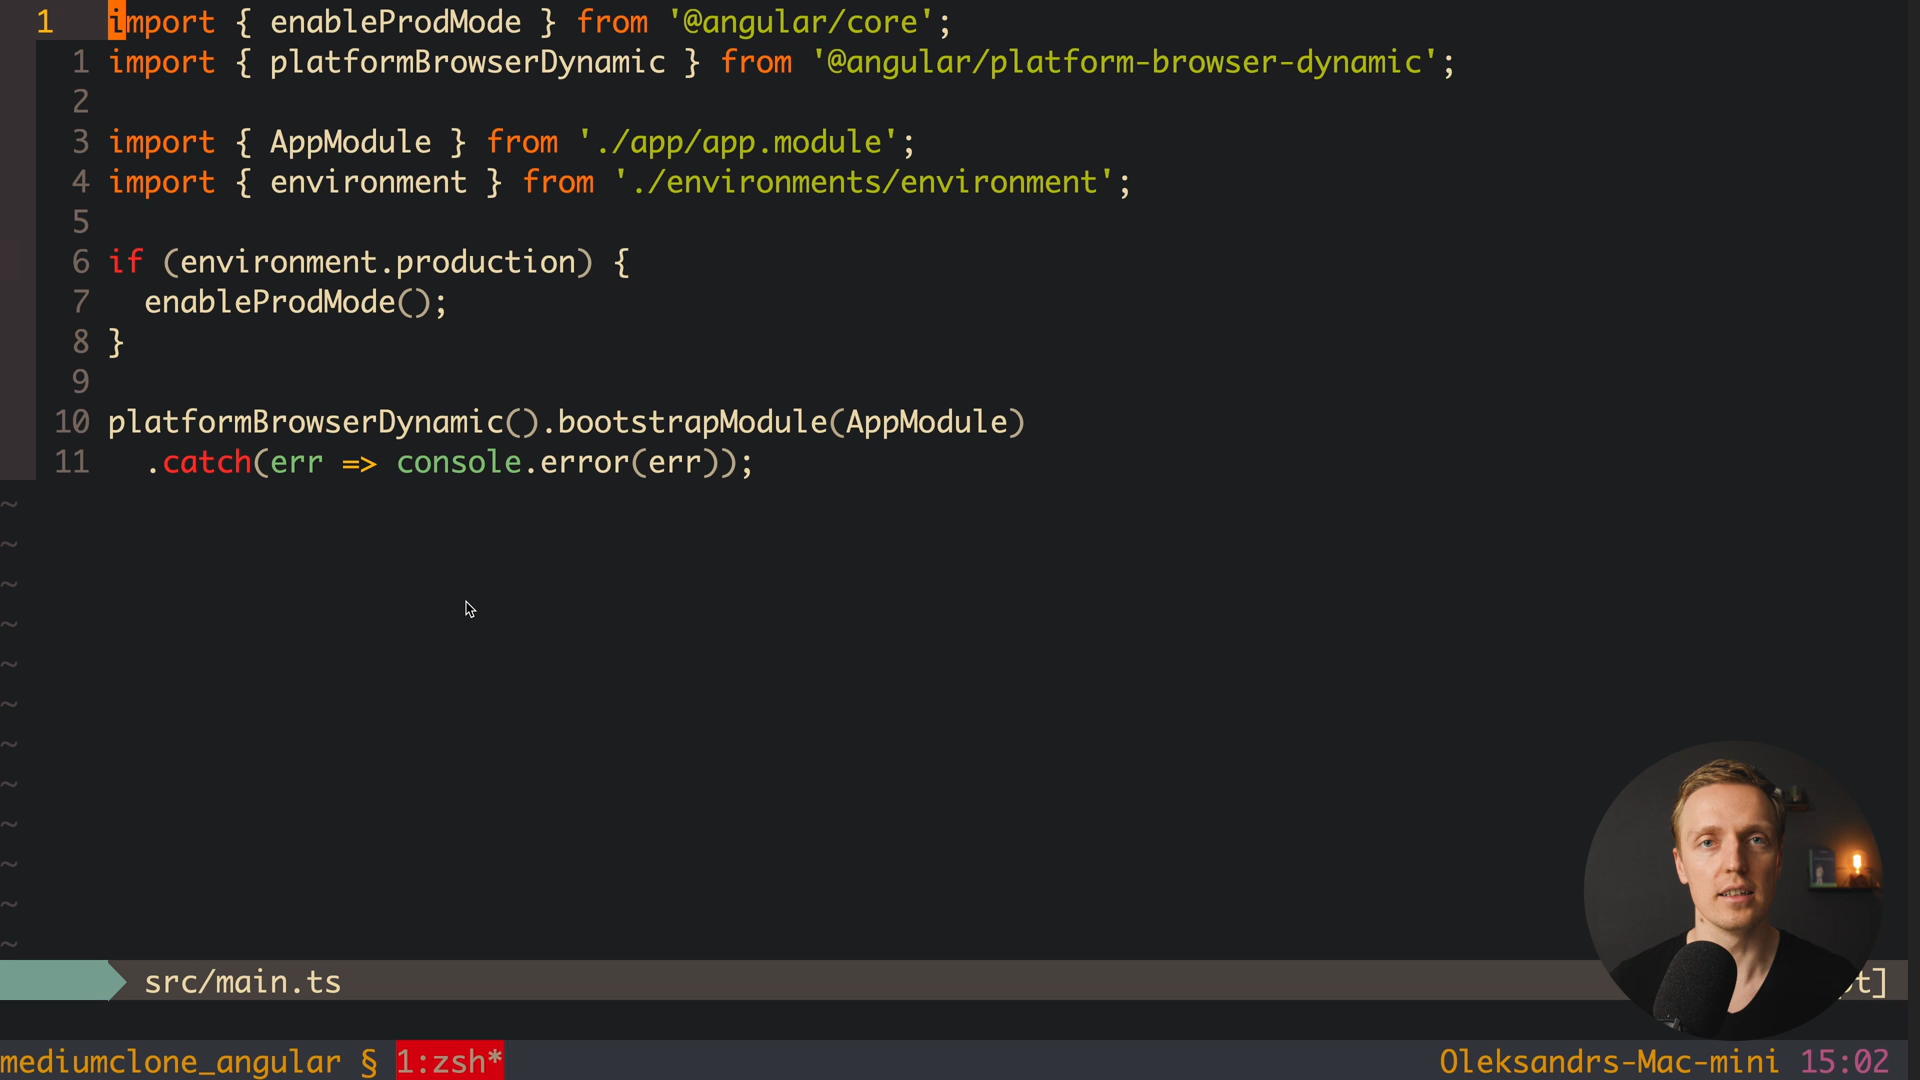 1 import { enableProdMode } from '@angular/core';
1 import { platformBrowserDynamic } from '@angular/platform-browser-dynamic';
2
3 import { AppModule } from './app/app.module';
4 import { environment } from './environments/environment';
5
6 if (environment.production) {
7   enableProdMode();
8 }
9
10 platformBrowserDynamic().bootstrapModule(AppModule)
11   .catch(err => console.error(err));
~
~
~
~
~
~
~
~
~
~
~
~
src/main.ts t]
mediumclone_angular § 1:zsh* Oleksandrs-Mac-mini 15:02